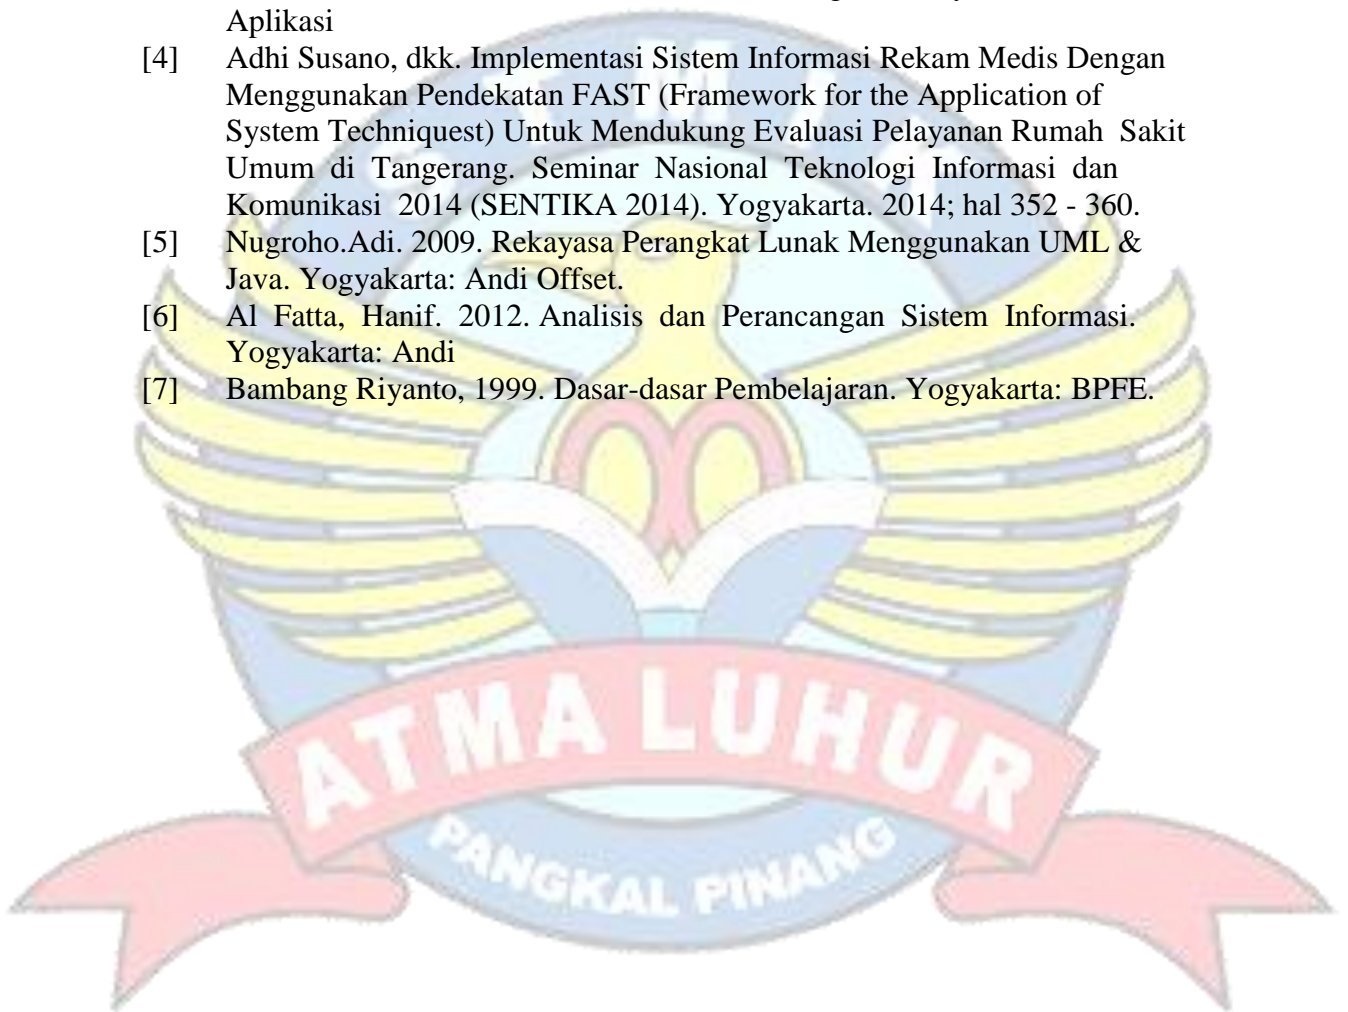 Aplikasi
[4] Adhi Susano, dkk. Implementasi Sistem Informasi Rekam Medis Dengan
Menggunakan Pendekatan FAST (Framework for the Application of
System Techniquest) Untuk Mendukung Evaluasi Pelayanan Rumah Sakit
Umum di Tangerang. Seminar Nasional Teknologi Informasi dan
Komunikasi 2014 (SENTIKA 2014). Yogyakarta. 2014; hal 352 - 360.
[5] Nugroho.Adi. 2009. Rekayasa Perangkat Lunak Menggunakan UML &
Java. Yogyakarta: Andi Offset.
[6] Al Fatta, Hanif. 2012. Analisis dan Perancangan Sistem Informasi.
Yogyakarta: Andi
[7] Bambang Riyanto, 1999. Dasar-dasar Pembelajaran. Yogyakarta: BPFE.
STMIK
ATMA LUHUR
PANGKAL PINANG